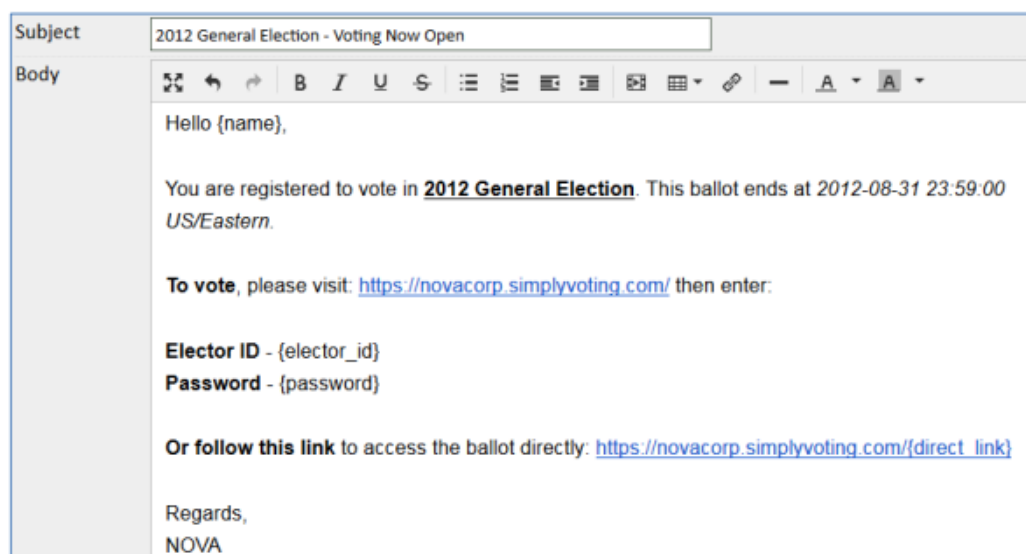 Subject
2012 General Election - Voting Now Open
Body
B I U S A A
Hello {name},
You are registered to vote in 2012 General Election. This ballot ends at 2012-08-31 23:59:00
US/Eastern.
To vote, please visit: https://novacorp.simplyvoting.com/ then enter:
Elector ID - {elector_id}
Password - {password}
Or follow this link to access the ballot directly: https://novacorp.simplyvoting.com/{direct_link}
Regards,
NOVA